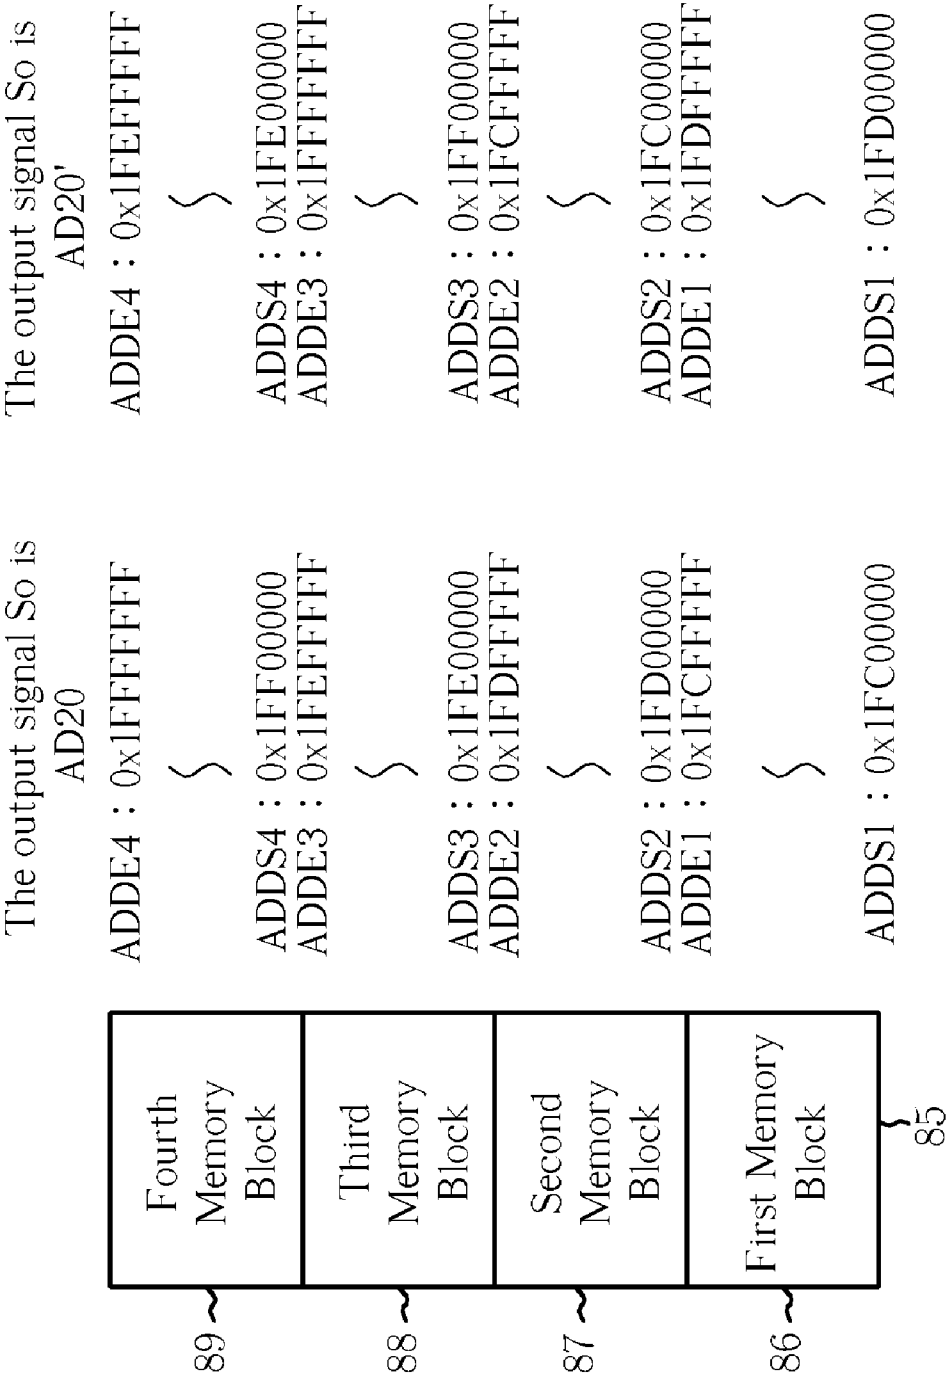 The output signal So is
AD20
The output signal So is
AD20'
89
Fourth
Memory
Block
ADDE4 : 0x1FFFFFFF
ADDE4 : 0x1FEFFFFF
ADDS4 : 0x1FF00000
ADDS4 : 0x1FE00000
88
Third
Memory
Block
ADDE3 : 0x1FEFFFFF
ADDE3 : 0x1FFFFFFF
ADDS3 : 0x1FE00000
ADDS3 : 0x1FF00000
87
Second
Memory
Block
ADDE2 : 0x1FDFFFFF
ADDE2 : 0x1FCFFFFF
ADDS2 : 0x1FD00000
ADDS2 : 0x1FC00000
86
First Memory
Block
ADDE1 : 0x1FCFFFFF
ADDE1 : 0x1FDFFFFF
ADDS1 : 0x1FC00000
ADDS1 : 0x1FD00000
85